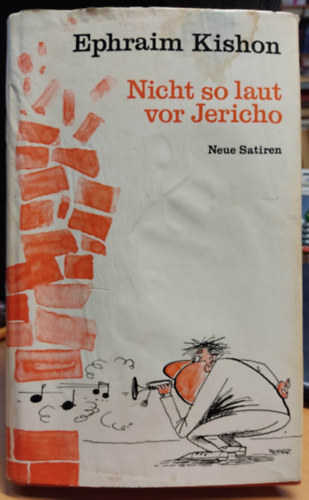 Ephraim Kishon
Nicht so laut
vor Jericho
Neue Satiren